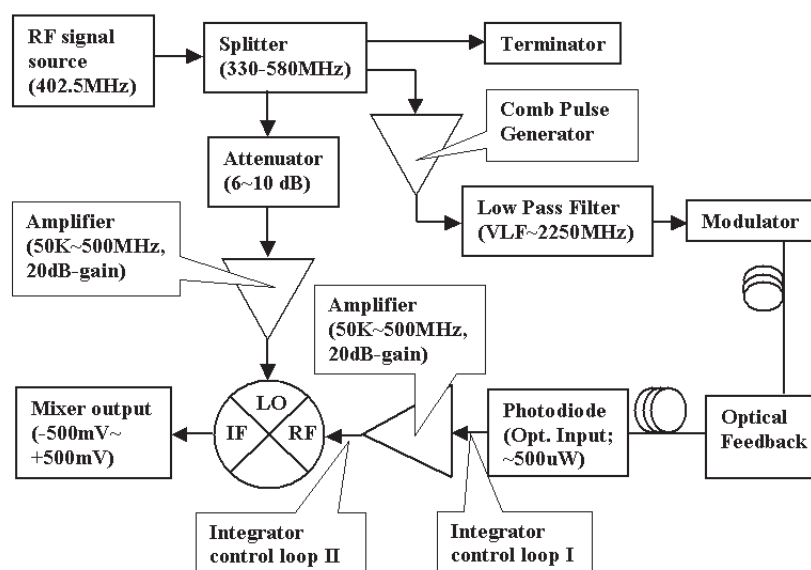 RF signal
source
(402.5MHz)
Splitter
(330-580MHz)
Terminator
Comb Pulse
Generator
Attenuator
(6~10 dB)
Low Pass Filter
(VLF~2250MHz)
Modulator
Amplifier
(50K~500MHz,
20dB-gain)
Amplifier
(50K~500MHz,
20dB-gain)
Mixer output
(-500mV~
+500mV)
LO
IF
RF
Photodiode
(Opt. Input;
~500uW)
Optical
Feedback
Integrator
control loop II
Integrator
control loop I